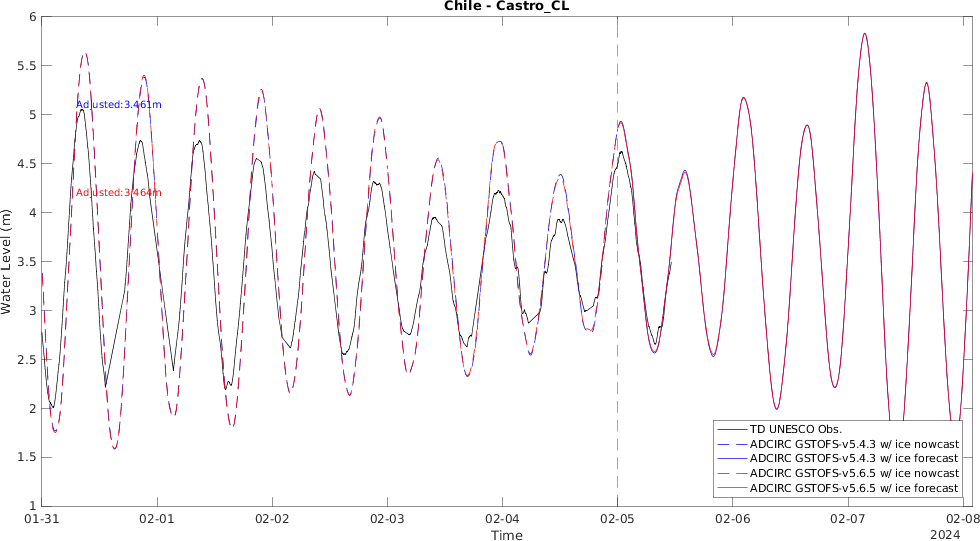 Chile - Castro_CL
6
5.5
5
4.5
4
3.5
3
2.5
2
1.5
1
Water Level (m)
Adjusted:3.461m
Adjusted:3.464m
TD UNESCO Obs.
ADCIRC GSTOFS-v5.4.3 w/ ice nowcast
ADCIRC GSTOFS-v5.4.3 w/ ice forecast
ADCIRC GSTOFS-v5.6.5 w/ ice nowcast
ADCIRC GSTOFS-v5.6.5 w/ ice forecast
01-31 02-01 02-02 02-03 02-04 02-05 02-06 02-07 02-08
Time
2024